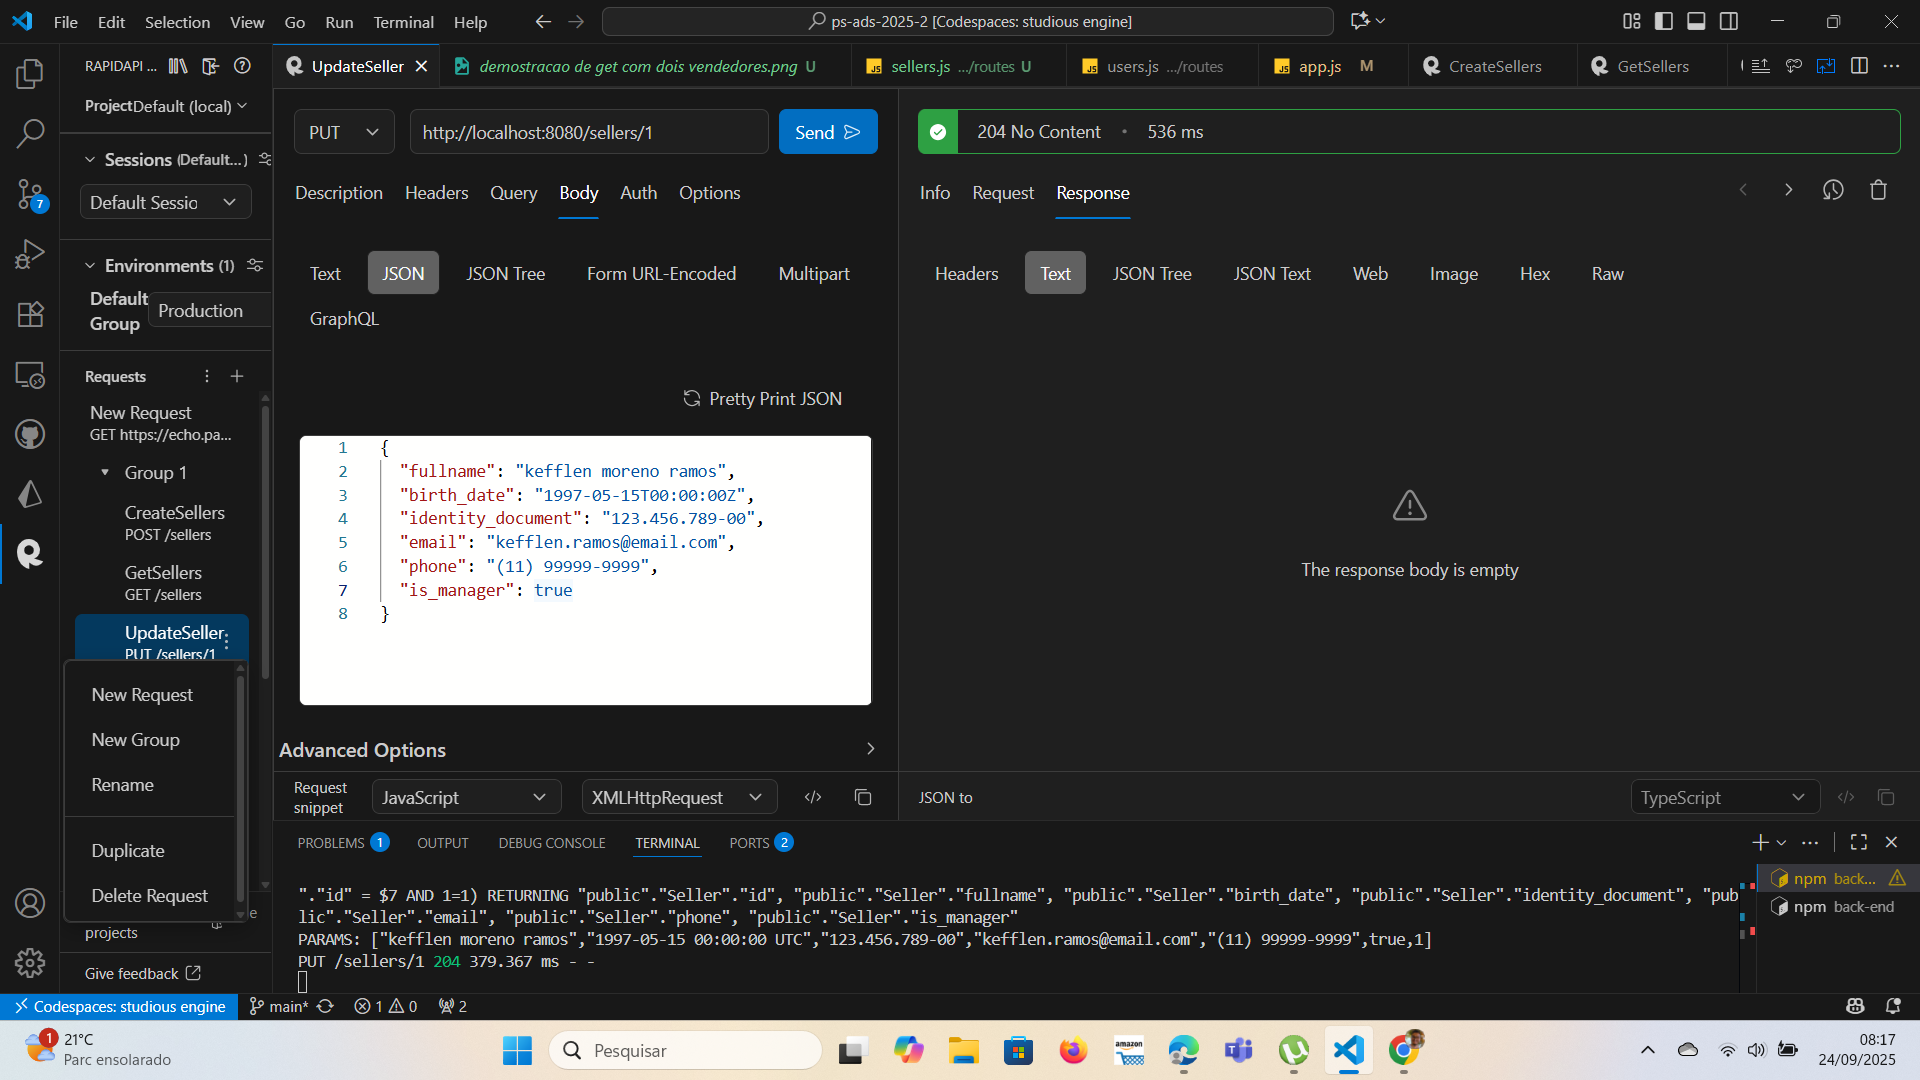 File Edit Selection View Go Run Terminal Help
ps-ads-2025-2 [Codespaces: studious engine]
RAPIDAPI ...
Project Default (local)
Sessions (Default...)
Default Sessio
Environments (1)
Default Group
Production
Requests
New Request
GET https://echo.pa...
Group 1
CreateSellers
POST /sellers
GetSellers
GET /sellers
UpdateSeller
PUT /sellers/1
New Request
New Group
Rename
Duplicate
Delete Request
projects
Give feedback
UpdateSeller
demostracao de get com dois vendedores.png U
sellers.js .../routes U
users.js .../routes
app.js M
CreateSellers
GetSellers
PUT
http://localhost:8080/sellers/1
Send
Description Headers Query Body Auth Options
Text JSON JSON Tree Form URL-Encoded Multipart
GraphQL
Pretty Print JSON
1 {
2 "fullname": "kefflen moreno ramos",
3 "birth_date": "1997-05-15T00:00:00Z",
4 "identity_document": "123.456.789-00",
5 "email": "kefflen.ramos@email.com",
6 "phone": "(11) 99999-9999",
7 "is_manager": true
8 }
Advanced Options
Request snippet
JavaScript
XMLHttpRequest
204 No Content • 536 ms
Info Request Response
Headers Text JSON Tree JSON Text Web Image Hex Raw
The response body is empty
JSON to
TypeScript
PROBLEMS 1 OUTPUT DEBUG CONSOLE TERMINAL PORTS 2
"."id" = $7 AND 1=1) RETURNING "public"."Seller"."id", "public"."Seller"."fullname", "public"."Seller"."birth_date", "public"."Seller"."identity_document", "pub
lic"."Seller"."email", "public"."Seller"."phone", "public"."Seller"."is_manager"
PARAMS: ["kefflen moreno ramos","1997-05-15 00:00:00 UTC","123.456.789-00","kefflen.ramos@email.com","(11) 99999-9999",true,1]
PUT /sellers/1 204 379.367 ms - -
npm back...
npm back-end
7
Codespaces: studious engine
main*
1 0
2
1
21°C
Parc ensolarado
Pesquisar
amazon
08:17
24/09/2025